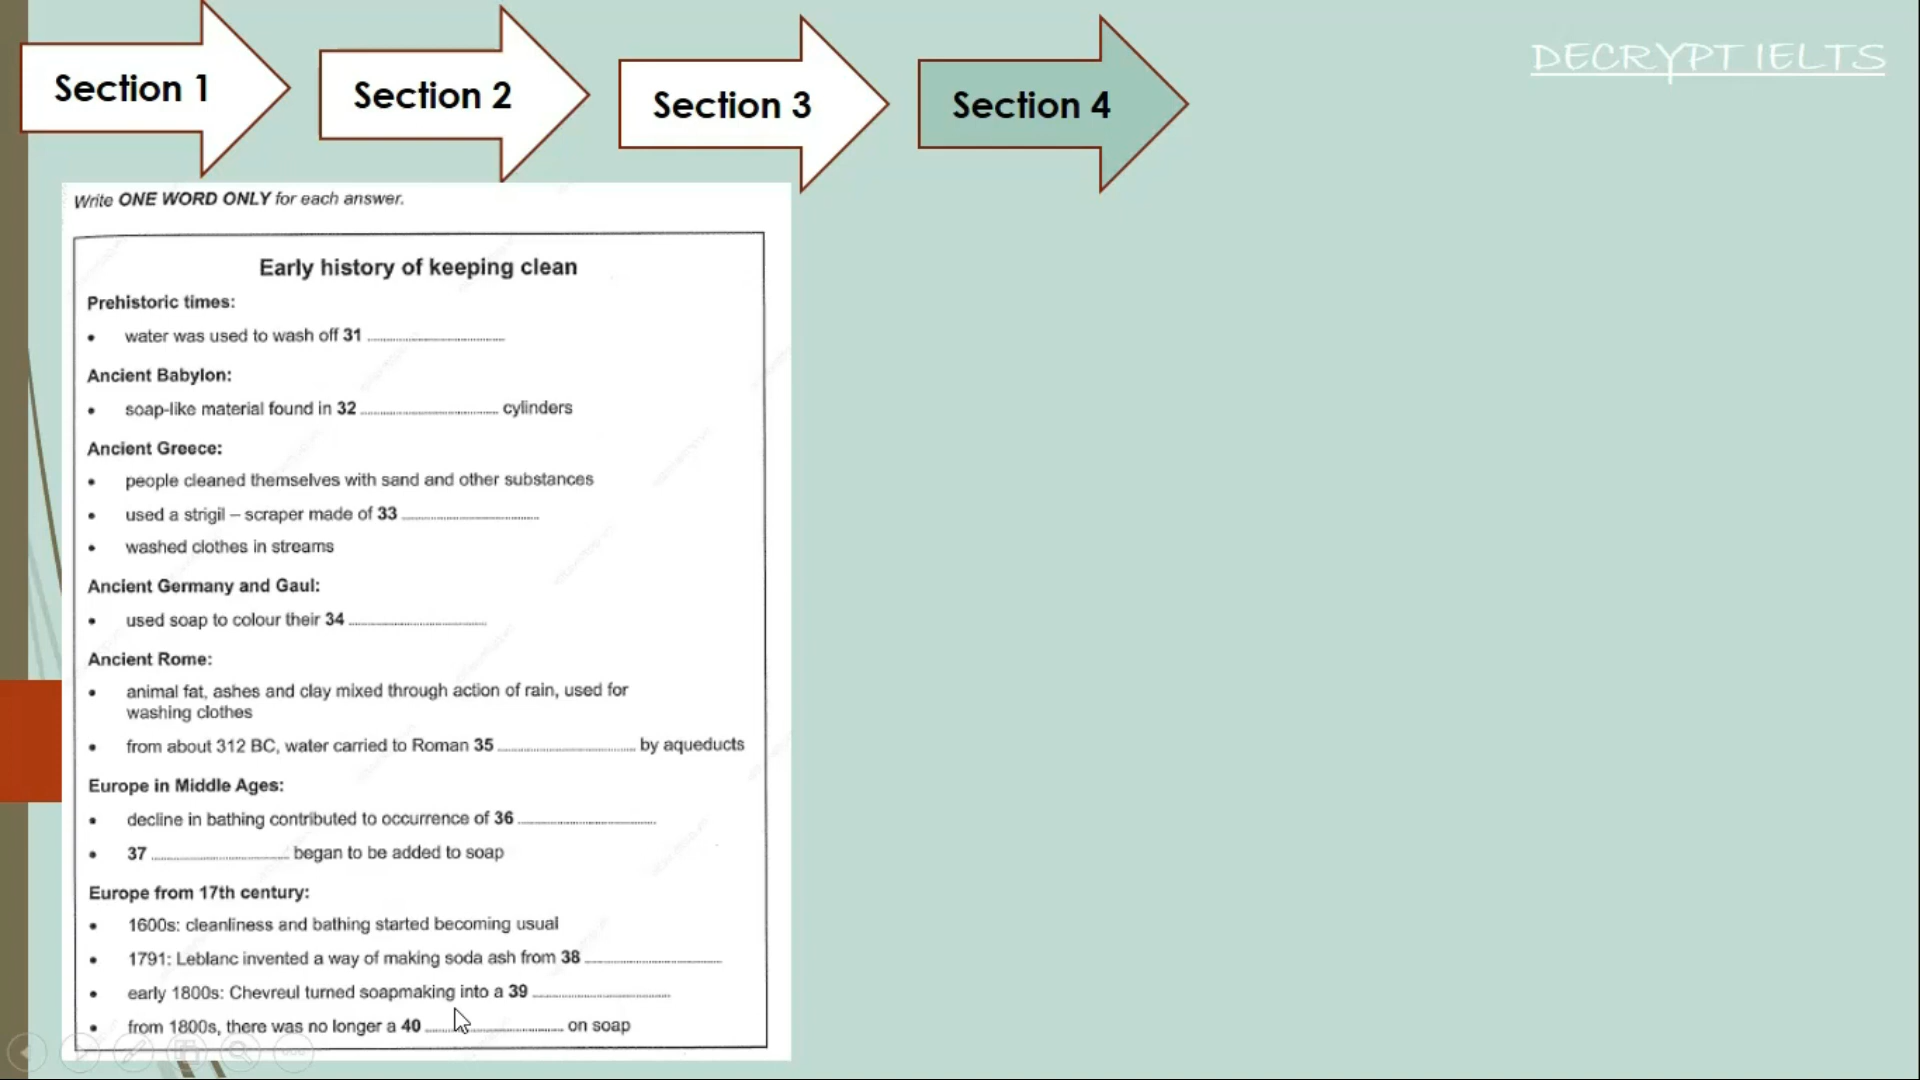 Section 1
Section 2
Section 3
Section 4
DECRYPT IELTS
Write ONE WORD ONLY for each answer.
Early history of keeping clean
Prehistoric times:
• water was used to wash off 31 ........................
Ancient Babylon:
• soap-like material found in 32 ........................ cylinders
Ancient Greece:
• people cleaned themselves with sand and other substances
• used a strigil – scraper made of 33 ........................
• washed clothes in streams
Ancient Germany and Gaul:
• used soap to colour their 34 ........................
Ancient Rome:
• animal fat, ashes and clay mixed through action of rain, used for
washing clothes
• from about 312 BC, water carried to Roman 35 ........................ by aqueducts
Europe in Middle Ages:
• decline in bathing contributed to occurrence of 36 ........................
• 37 ........................ began to be added to soap
Europe from 17th century:
• 1600s: cleanliness and bathing started becoming usual
• 1791: Leblanc invented a way of making soda ash from 38 ........................
• early 1800s: Chevreul turned soapmaking into a 39 ........................
• from 1800s, there was no longer a 40 ........................ on soap